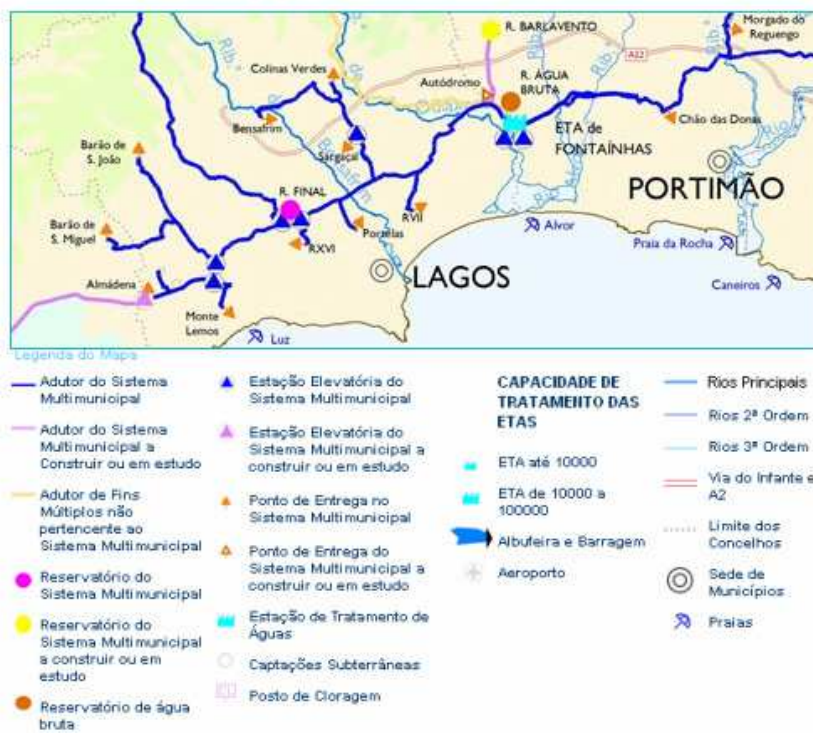 R. BARLAVENTO
Morgado do
Reguengo
A22
Colinas Verdes
Autódromo
R. ÁGUA
BRUTA
Rib.ª
de
Rib.ª
Rib.ª
Bensafrim
Bensafrim
Sargaçal
ETA de
FONTAÍNHAS
Chão das Donas
Rio
Barão de
S. João
R. FINAL
PORTIMÃO
Barão de
S. Miguel
RXVI
Portelas
RVII
Alvor
Praia da Rocha
Almádena
LAGOS
Caneiros
Monte
Lemos
Luz
Legenda do Mapa
Adutor do Sistema
Multimunicipal
Adutor do Sistema
Multimunicipal a
Construir ou em estudo
Adutor de Fins
Múltiplos não
pertencente ao
Sistema Multimunicipal
Reservatório do
Sistema Multimunicipal
Reservatório do
Sistema Multimunicipal
a construir ou em
estudo
Reservatório de água
bruta
Estação Elevatória do
Sistema Multimunicipal
Estação Elevatória do
Sistema Multimunicipal a
construir ou em estudo
Ponto de Entrega no
Sistema Multimunicipal
Ponto de Entrega do
Sistema Multimunicipal a
construir ou em estudo
Estação de Tratamento de
Águas
Captações Subterrâneas
Posto de Cloragem
CAPACIDADE DE
TRATAMENTO DAS
ETAS
ETA até 10000
ETA de 10000 a
100000
Albufeira e Barragem
Aeroporto
Rios Principais
Rios 2ª Ordem
Rios 3ª Ordem
Via do Infante e
A2
Limite dos
Concelhos
Sede de
Municípios
Praias